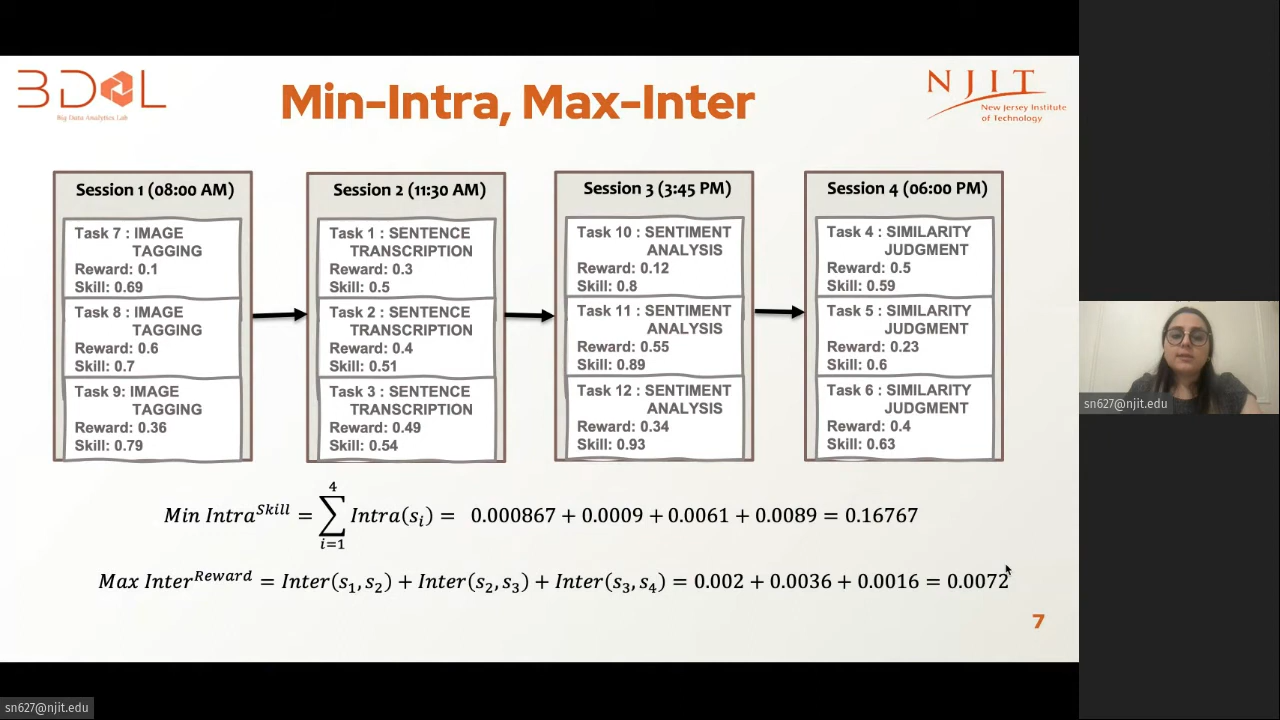 BDAL
Big Data Analytics Lab
Min-Intra, Max-Inter
NJIT
New Jersey Institute
of Technology
Session 1 (08:00 AM)
Task 7 : IMAGE
TAGGING
Reward: 0.1
Skill: 0.69
Task 8 : IMAGE
TAGGING
Reward: 0.6
Skill: 0.7
Task 9: IMAGE
TAGGING
Reward: 0.36
Skill: 0.79
Session 2 (11:30 AM)
Task 1 : SENTENCE
TRANSCRIPTION
Reward: 0.3
Skill: 0.5
Task 2 : SENTENCE
TRANSCRIPTION
Reward: 0.4
Skill: 0.51
Task 3 : SENTENCE
TRANSCRIPTION
Reward: 0.49
Skill: 0.54
Session 3 (3:45 PM)
Task 10 : SENTIMENT
ANALYSIS
Reward: 0.12
Skill: 0.8
Task 11 : SENTIMENT
ANALYSIS
Reward: 0.55
Skill: 0.89
Task 12 : SENTIMENT
ANALYSIS
Reward: 0.34
Skill: 0.93
Session 4 (06:00 PM)
Task 4 : SIMILARITY
JUDGMENT
Reward: 0.5
Skill: 0.59
Task 5 : SIMILARITY
JUDGMENT
Reward: 0.23
Skill: 0.6
Task 6 : SIMILARITY
JUDGMENT
Reward: 0.4
Skill: 0.63
Min Intra^Skill = ∑_{i=1}^{4} Intra(s_i) = 0.000867 + 0.0009 + 0.0061 + 0.0089 = 0.16767
Max Inter^Reward = Inter(s_1, s_2) + Inter(s_2, s_3) + Inter(s_3, s_4) = 0.002 + 0.0036 + 0.0016 = 0.0072
7
sn627@njit.edu
sn627@njit.edu